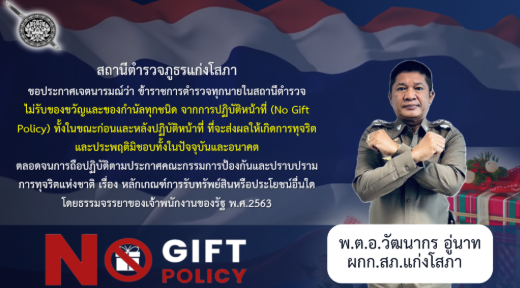 สถานีตำรวจภูธรแก่งโสภา
ขอประกาศเจตนารมณ์ว่า ข้าราชการตำรวจทุกนายในสถานีตำรวจ
ไม่รับของขวัญและของกำนัลทุกชนิด จากการปฏิบัติหน้าที่ (No Gift
Policy) ทั้งในขณะก่อนและหลังปฏิบัติหน้าที่ ที่จะส่งผลให้เกิดการทุจริต
และประพฤติมิชอบทั้งในปัจจุบันและอนาคต
ตลอดจนการถือปฏิบัติตามประกาศคณะกรรมการป้องกันและปราบปราม
การทุจริตแห่งชาติ เรื่อง หลักเกณฑ์การรับทรัพย์สินหรือประโยชน์อื่นใด
โดยธรรมจรรยาของเจ้าพนักงานของรัฐ พ.ศ.2563
NO GIFT
POLICY
พ.ต.อ.วัฒนากร อู่นาท
ผกก.สภ.แก่งโสภา